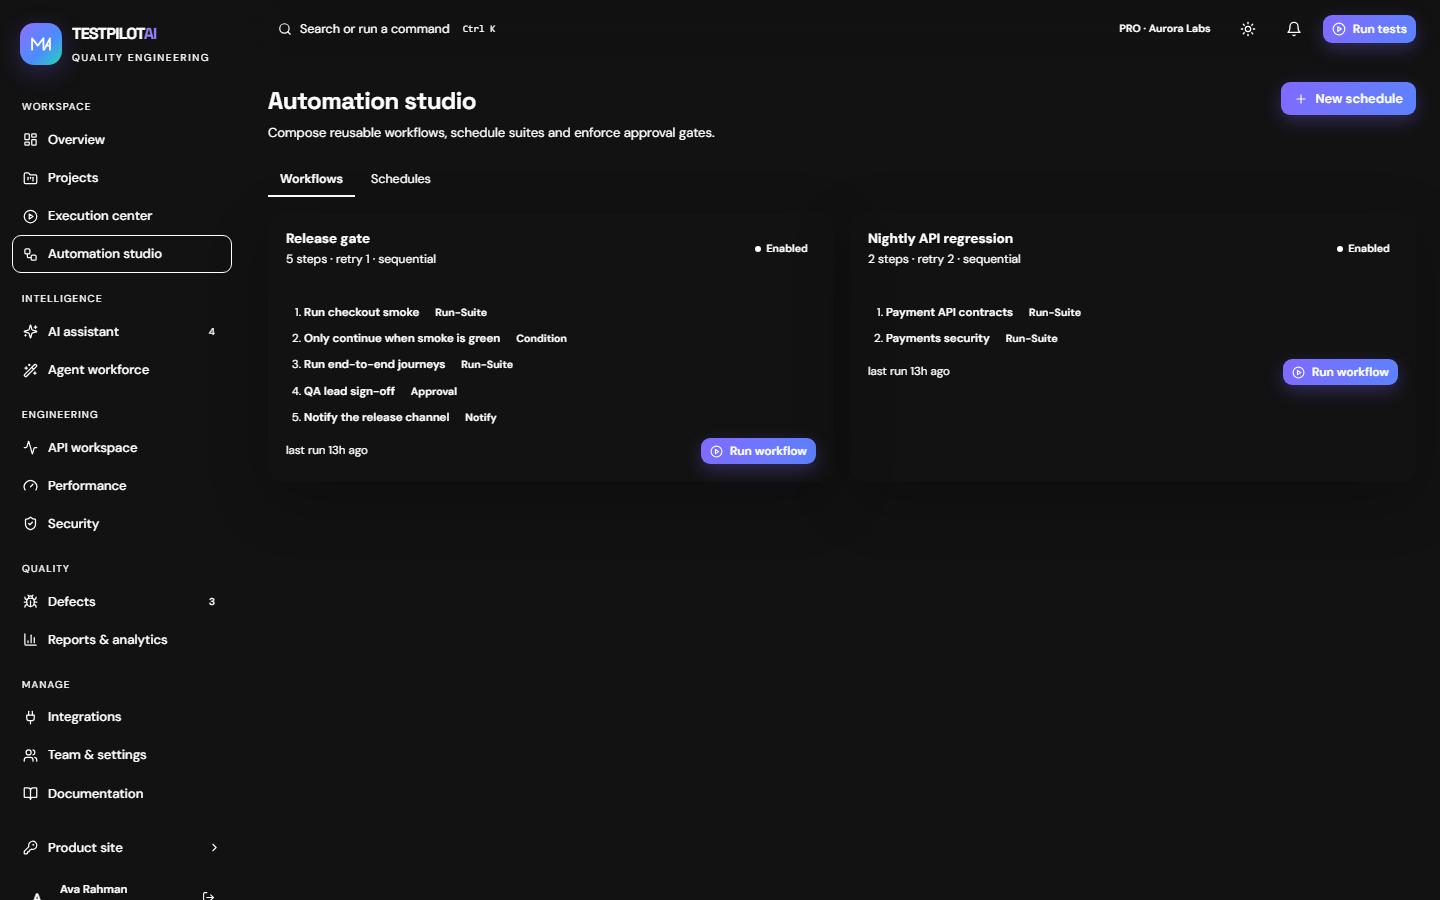 TESTPILOTAI
QUALITY ENGINEERING
WORKSPACE
Overview
Projects
Execution center
Automation studio
INTELLIGENCE
AI assistant 4
Agent workforce
ENGINEERING
API workspace
Performance
Security
QUALITY
Defects 3
Reports & analytics
MANAGE
Integrations
Team & settings
Documentation
Product site
Ava Rahman
Search or run a command Ctrl K
PRO · Aurora Labs
Run tests
Automation studio
Compose reusable workflows, schedule suites and enforce approval gates.
New schedule
Workflows Schedules
Release gate
5 steps · retry 1 · sequential
Enabled
1. Run checkout smoke Run-Suite
2. Only continue when smoke is green Condition
3. Run end-to-end journeys Run-Suite
4. QA lead sign-off Approval
5. Notify the release channel Notify
last run 13h ago
Run workflow
Nightly API regression
2 steps · retry 2 · sequential
Enabled
1. Payment API contracts Run-Suite
2. Payments security Run-Suite
last run 13h ago
Run workflow